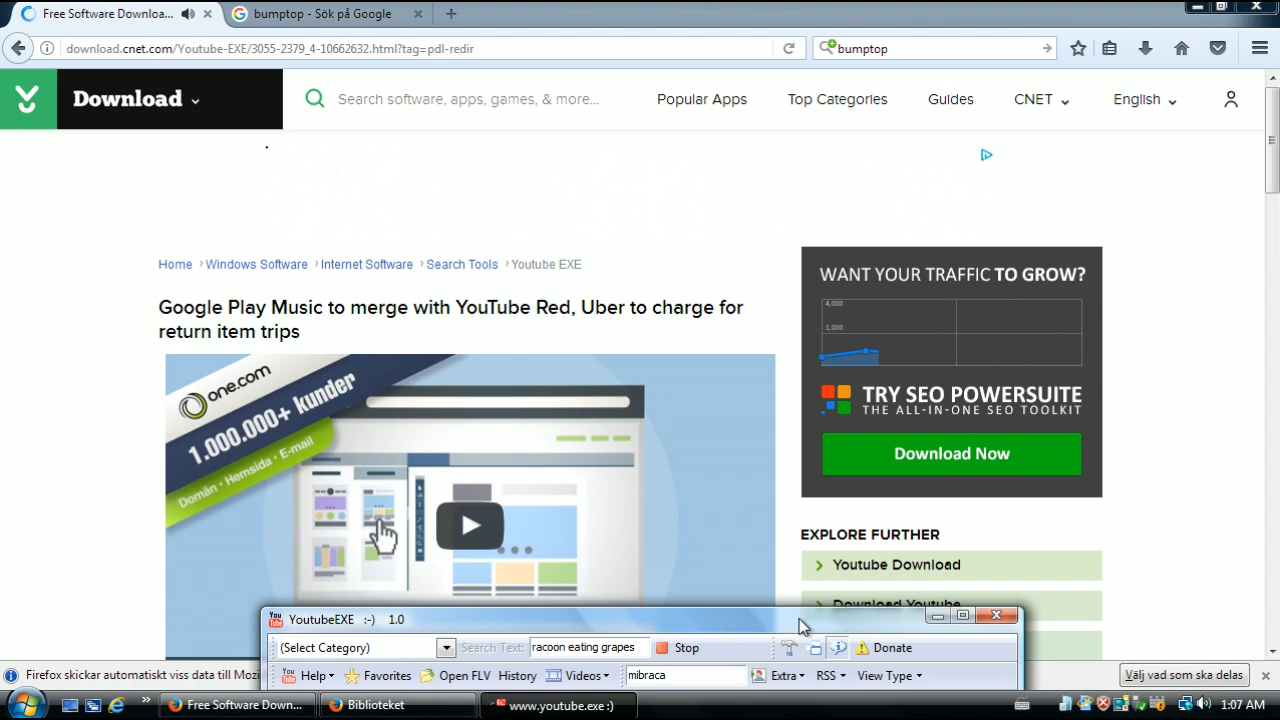 Free Software Downloa...
bumptop - Sök på Google
download.cnet.com/Youtube-EXE/3055-2379_4-10662632.html?tag=pdl-redir
bumptop
Download
Search software, apps, games, & more...
Popular Apps
Top Categories
Guides
CNET
English
Home › Windows Software › Internet Software › Search Tools › Youtube EXE
Google Play Music to merge with YouTube Red, Uber to charge for
return item trips
one.com
1.000.000+ kunder
Domän • Hemsida • E-mail
WANT YOUR TRAFFIC TO GROW?
4,000
1,000
TRY SEO POWERSUITE
THE ALL-IN-ONE SEO TOOLKIT
Download Now
EXPLORE FURTHER
Youtube Download
Download Youtube
You Tube
YoutubeEXE :-) 1.0
(Select Category)
Search Text:
racoon eating grapes
Stop
Donate
Help
Favorites
Open FLV
History
Videos
mibraca
Extra
RSS
View Type
Firefox skickar automatiskt viss data till Mozi
Välj vad som ska delas
Free Software Down...
Biblioteket
www.youtube.exe :)
1:07 AM